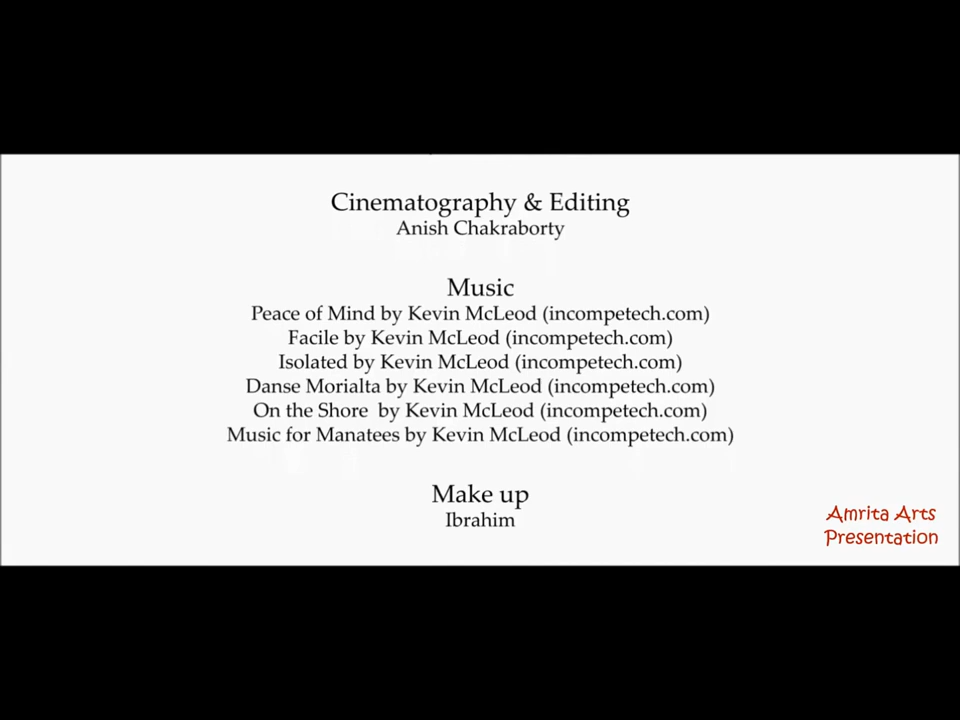 Cinematography & Editing
Anish Chakraborty
Music
Peace of Mind by Kevin McLeod (incompetech.com)
Facile by Kevin McLeod (incompetech.com)
Isolated by Kevin McLeod (incompetech.com)
Danse Morialta by Kevin McLeod (incompetech.com)
On the Shore  by Kevin McLeod (incompetech.com)
Music for Manatees by Kevin McLeod (incompetech.com)
Make up
Ibrahim
Amrita Arts
Presentation